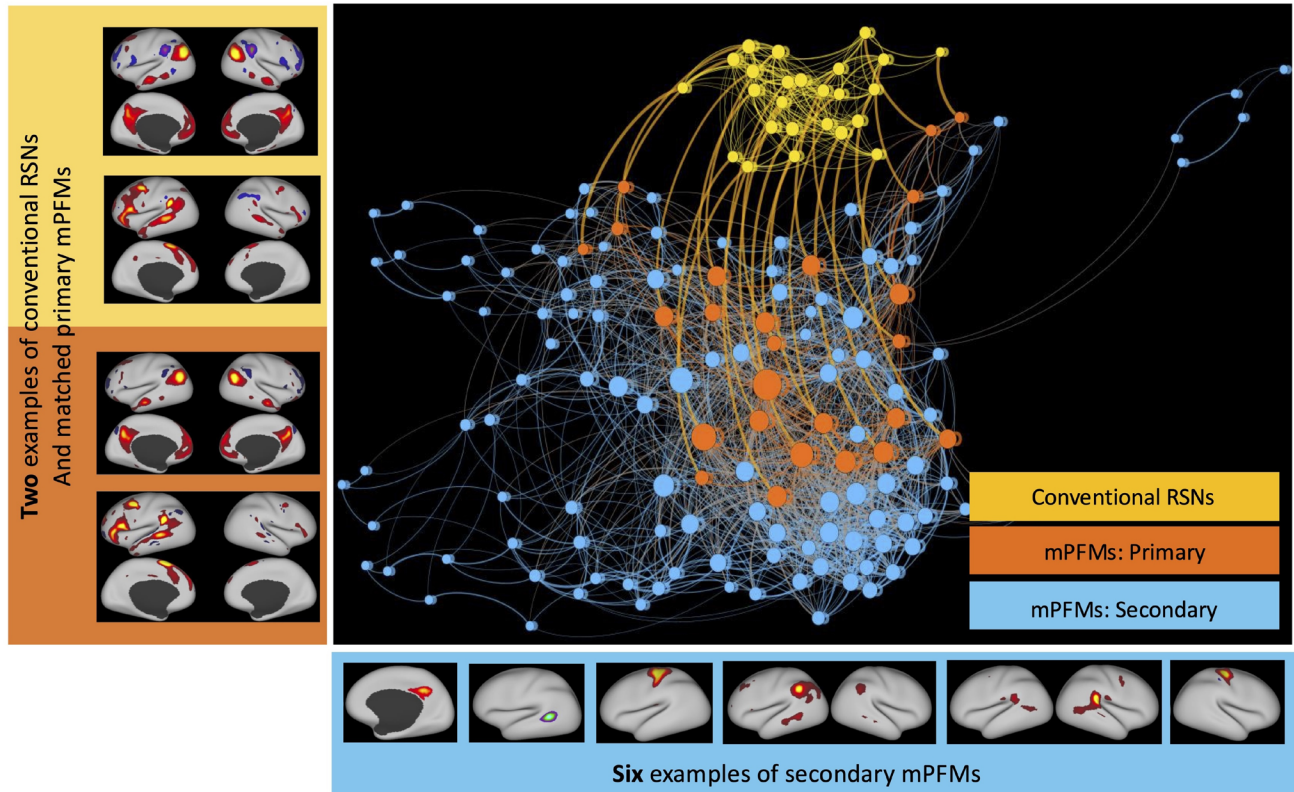 Two examples of conventional RSNs
And matched primary mPFMs
Conventional RSNs
mPFMs: Primary
mPFMs: Secondary
Six examples of secondary mPFMs